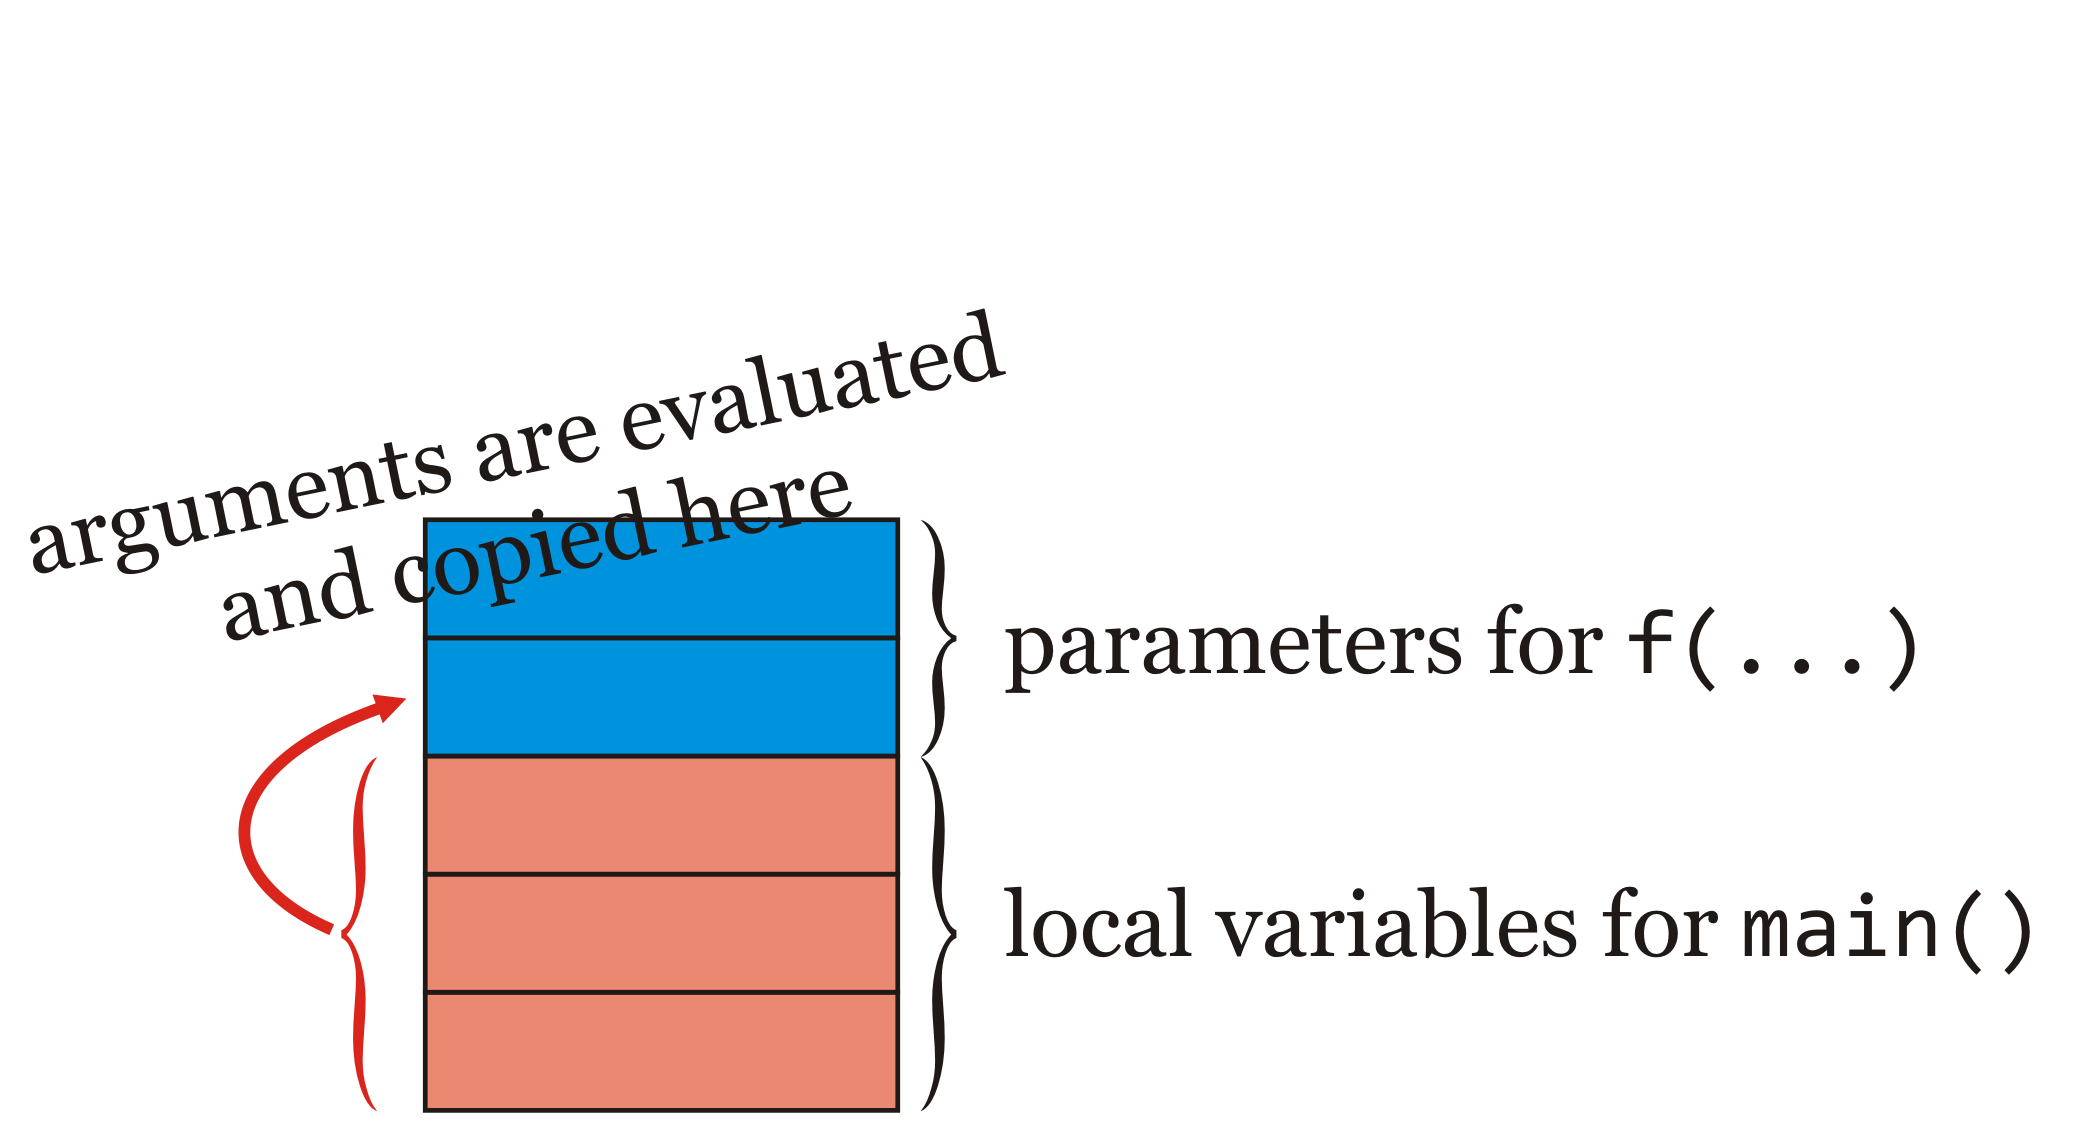 arguments are evaluated
and copied here
parameters for f(...)
local variables for main()